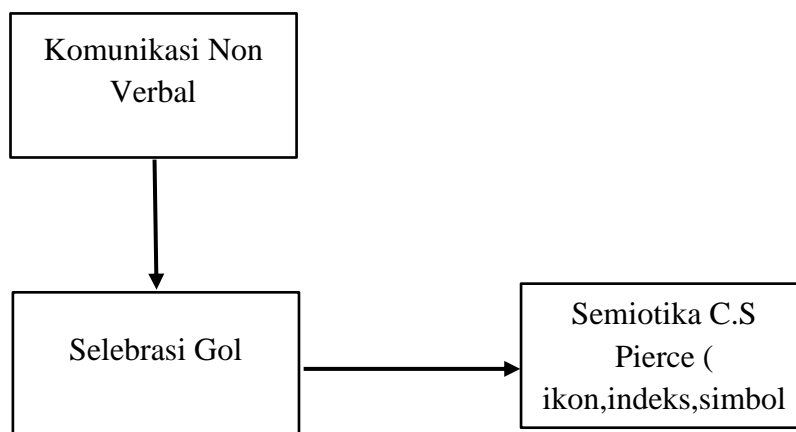 Komunikasi Non
Verbal
Selebrasi Gol
Semiotika C.S
Pierce (
ikon,indeks,simbol